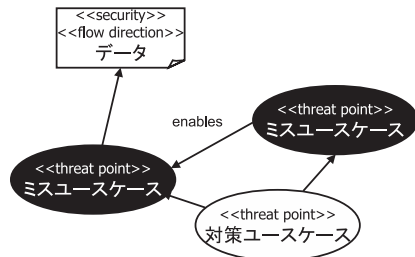 <<security>>
<<flow direction>>
データ
enables
<<threat point>>
ミスユースケース
<<threat point>>
ミスユースケース
<<threat point>>
対策ユースケース